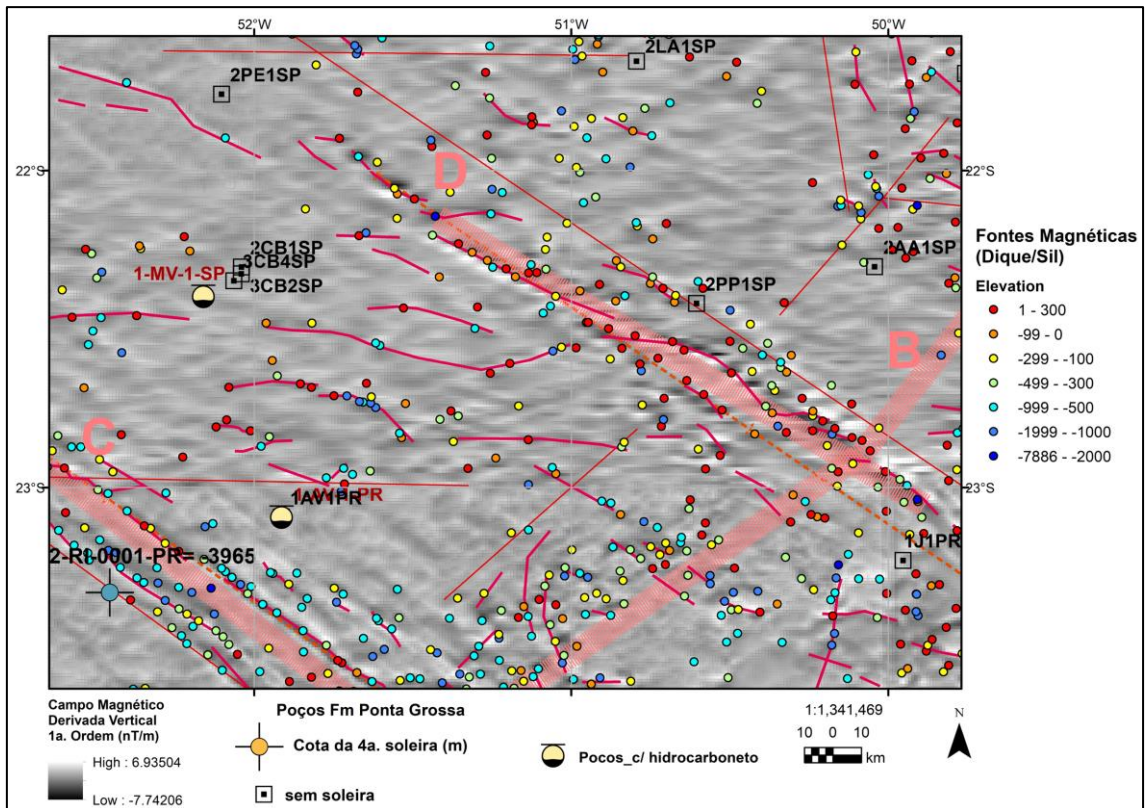 52°W
51°W
50°W
2LA1SP
2PE1SP
22°S
D
22°S
2CB1SP
3CB4SP
1-MV-1-SP
3CB2SP
2AA1SP
2PP1SP
B
C
23°S
23°S
1AV1PR
2-RI-0001-PR= -3965
1J1PR
52°W
51°W
50°W
Fontes Magnéticas
(Dique/Sil)
Elevation
1 - 300
-99 - 0
-299 - -100
-499 - -300
-999 - -500
-1999 - -1000
-7886 - -2000
Campo Magnético
Derivada Vertical
1a. Ordem (nT/m)
High : 6.93504
Low : -7.74206
Poços Fm Ponta Grossa
Cota da 4a. soleira (m)
sem soleira
Pocos_c/ hidrocarboneto
1:1,341,469
10 0 10
km
N